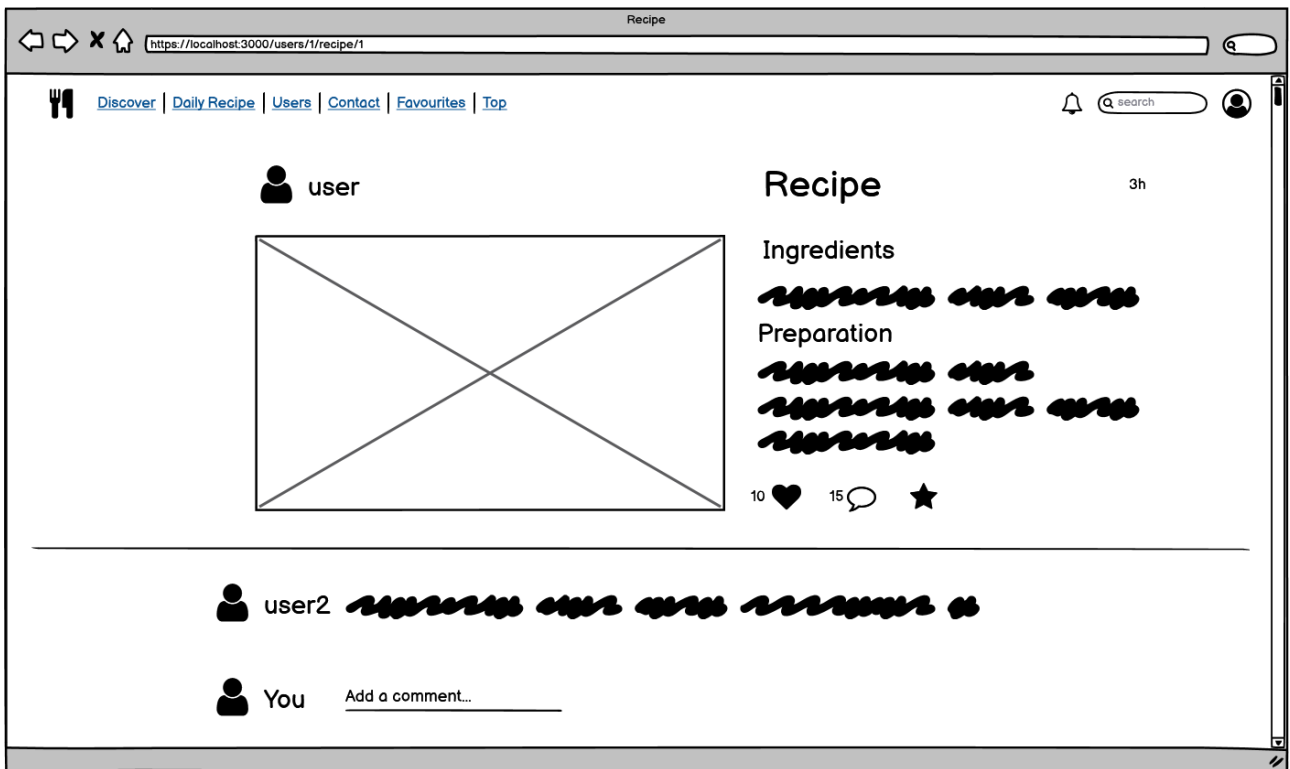 Recipe
https://localhost:3000/users/1/recipe/1
Discover | Daily Recipe | Users | Contact | Favourites | Top
search
user
Recipe
3h
Ingredients
Preparation
10
15
user2
You
Add a comment...